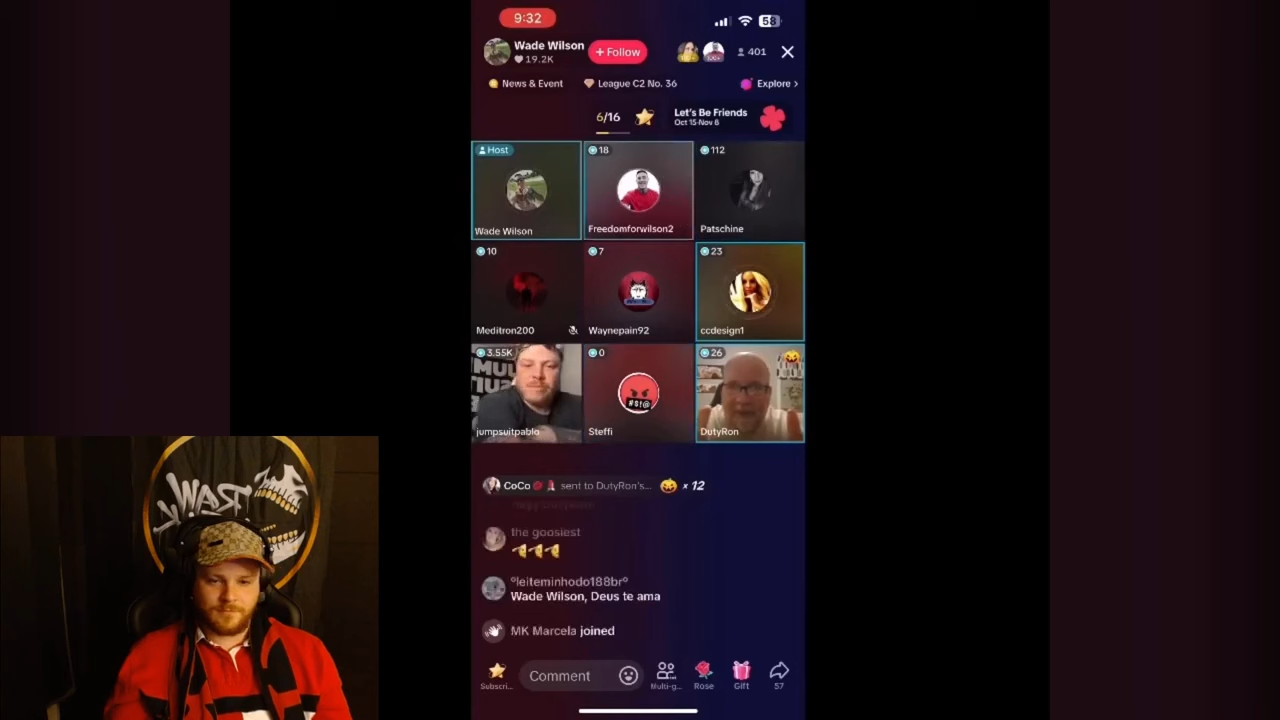 9:32
58
Wade Wilson
19.2K
+ Follow
401
News & Event
League C2 No. 36
Explore >
6/16
Let's Be Friends
Oct 15-Nov 6
Host
Wade Wilson
18
Freedomforwilson2
112
Patschine
10
Meditron200
7
Waynepain92
23
ccdesign1
3.55K
jumpsuitpablo
0
#$!@
Steffi
26
DutyRon
CoCo sent to DutyRon's... x 12
the goosiest
°leiteminhodo188br°
Wade Wilson, Deus te ama
MK Marcela joined
Subscri...
Comment
Multi-g...
Rose
Gift
57